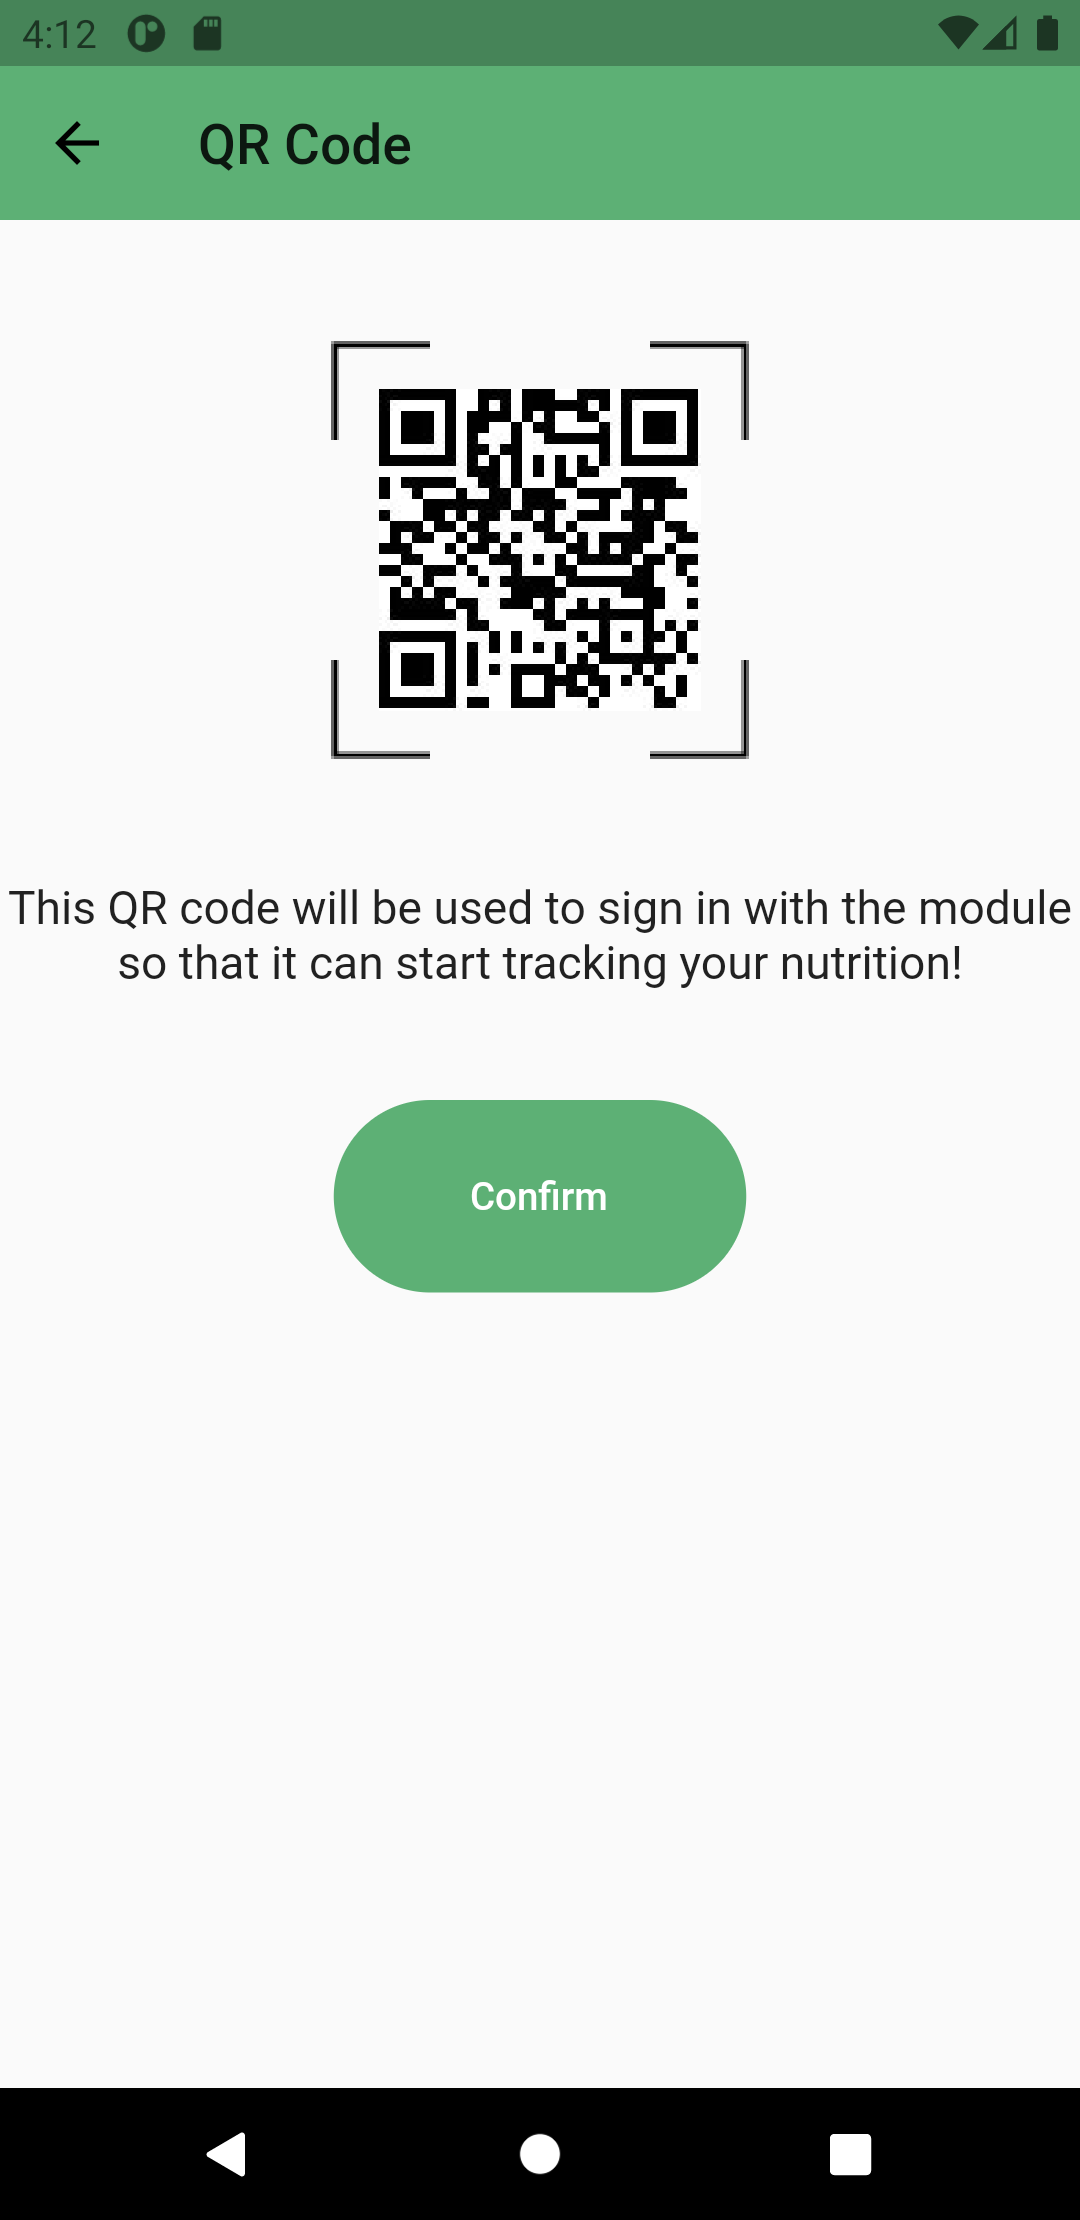 4:12
QR Code
This QR code will be used to sign in with the module
so that it can start tracking your nutrition!
Confirm